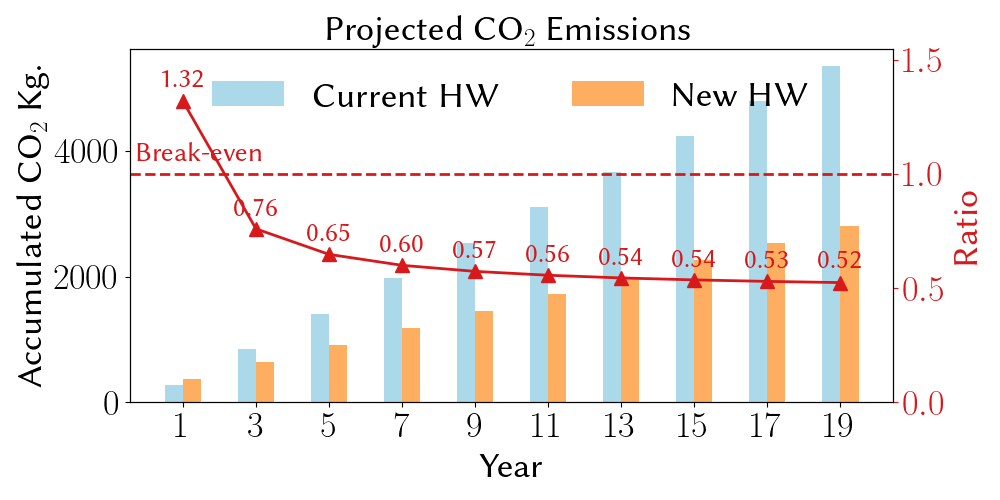 Projected CO₂ Emissions
Current HW
New HW
Accumulated CO₂ Kg.
4000
2000
0
Break-even
1.32
0.76
0.65
0.60
0.57
0.56
0.54
0.54
0.53
0.52
1.5
1.0
0.5
0.0
Ratio
1 3 5 7 9 11 13 15 17 19
Year